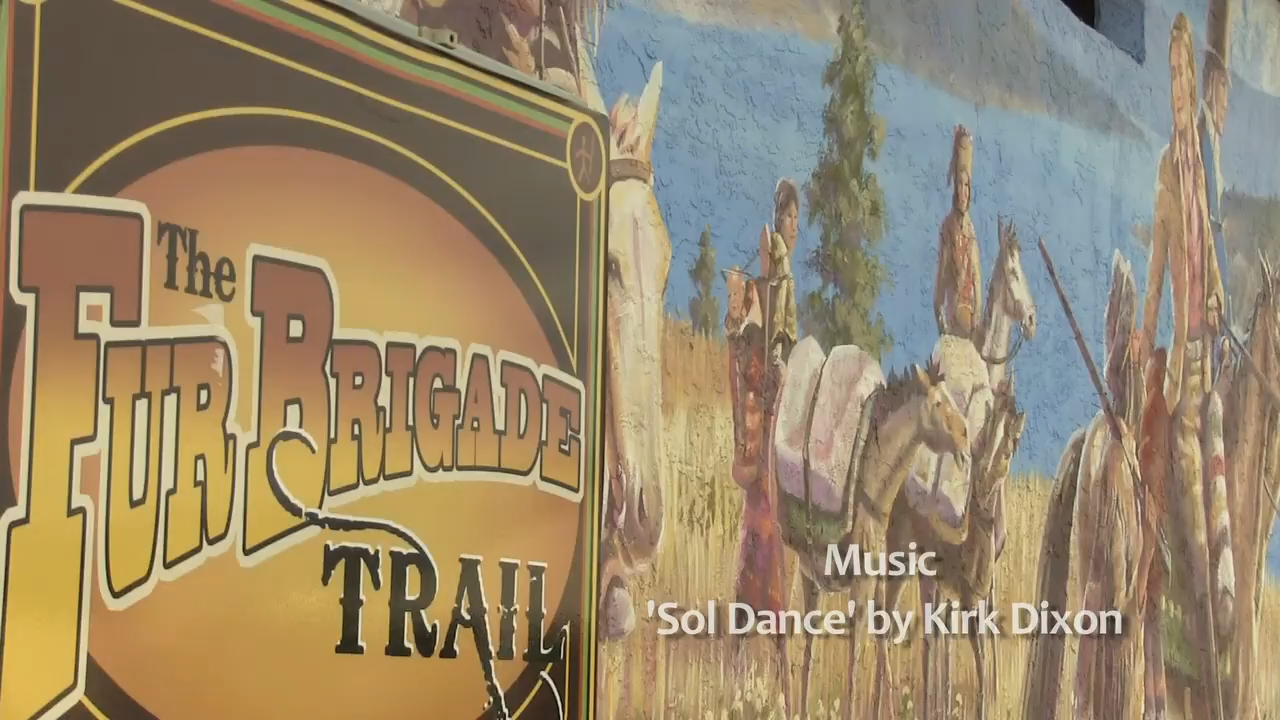 The
FUR BRIGADE
TRAIL
Music
'Sol Dance' by Kirk Dixon